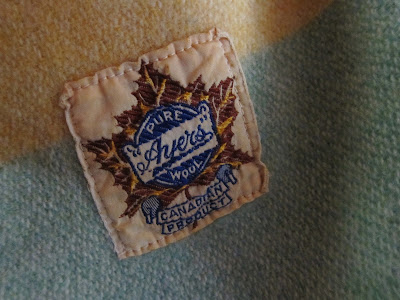 PURE
"Ayers"
WOOL
CANADIAN
PRODUCT